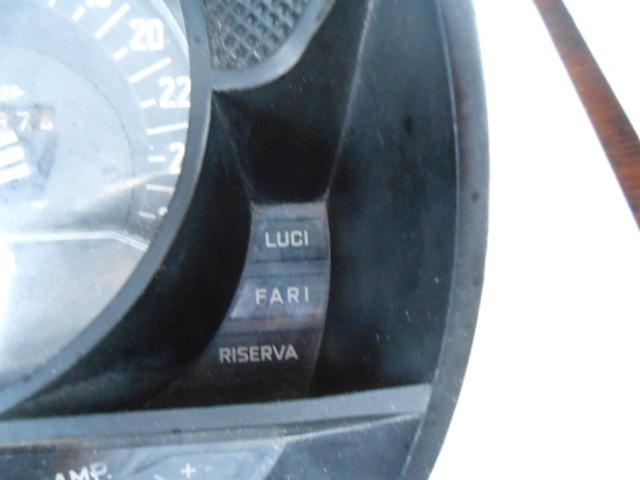 20
22
LUCI
FARI
RISERVA
AMP. +